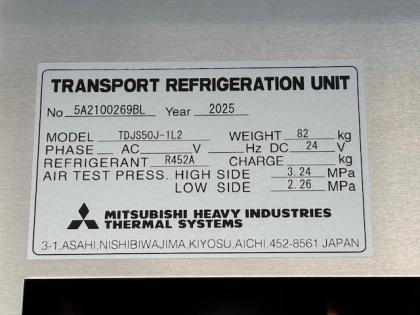 TRANSPORT REFRIGERATION UNIT
No 5A2100269BL Year 2025
MODEL TDJS50J-1L2 WEIGHT 82 kg
PHASE AC V Hz DC 24 V
REFRIGERANT R452A CHARGE kg
AIR TEST PRESS. HIGH SIDE 3.24 MPa
LOW SIDE 2.26 MPa
MITSUBISHI HEAVY INDUSTRIES
THERMAL SYSTEMS
3-1,ASAHI,NISHIBIWAJIMA,KIYOSU,AICHI,452-8561 JAPAN